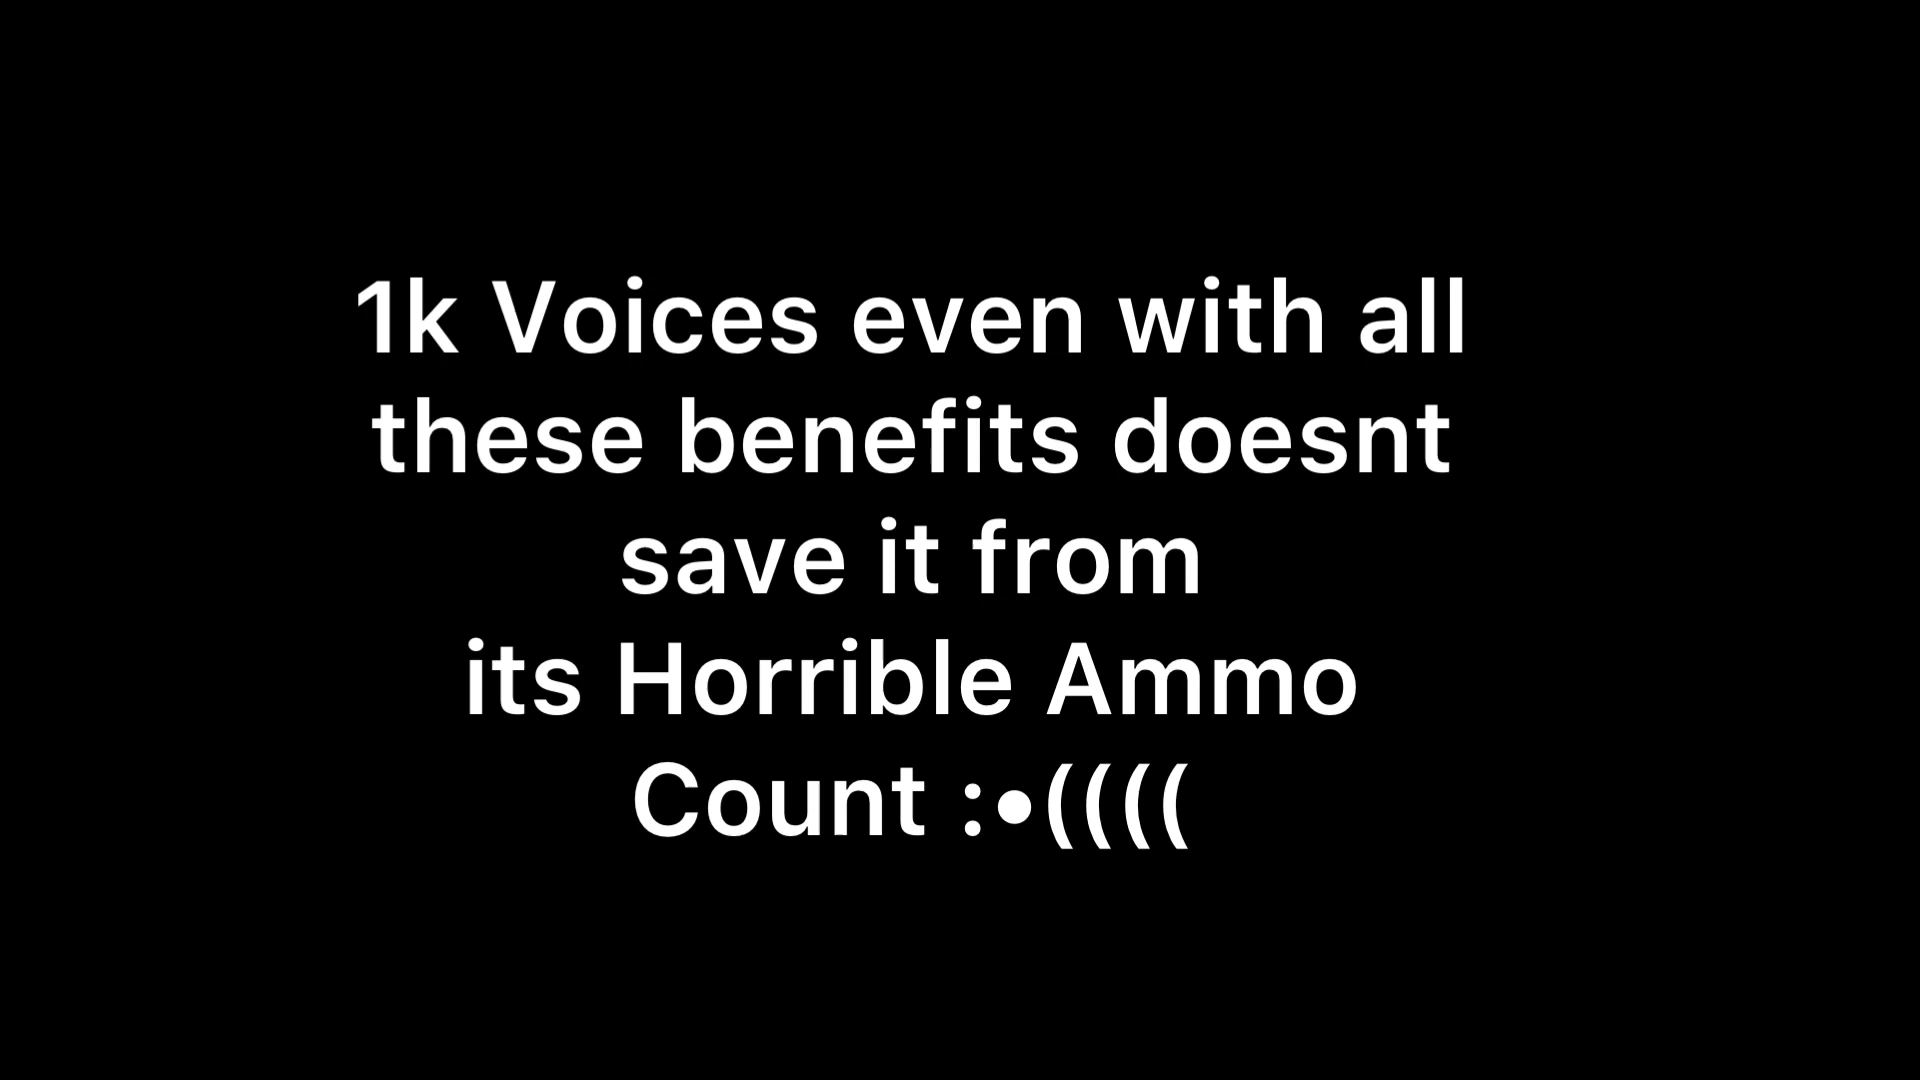 1k Voices even with all
these benefits doesnt
save it from
its Horrible Ammo
Count :•((((